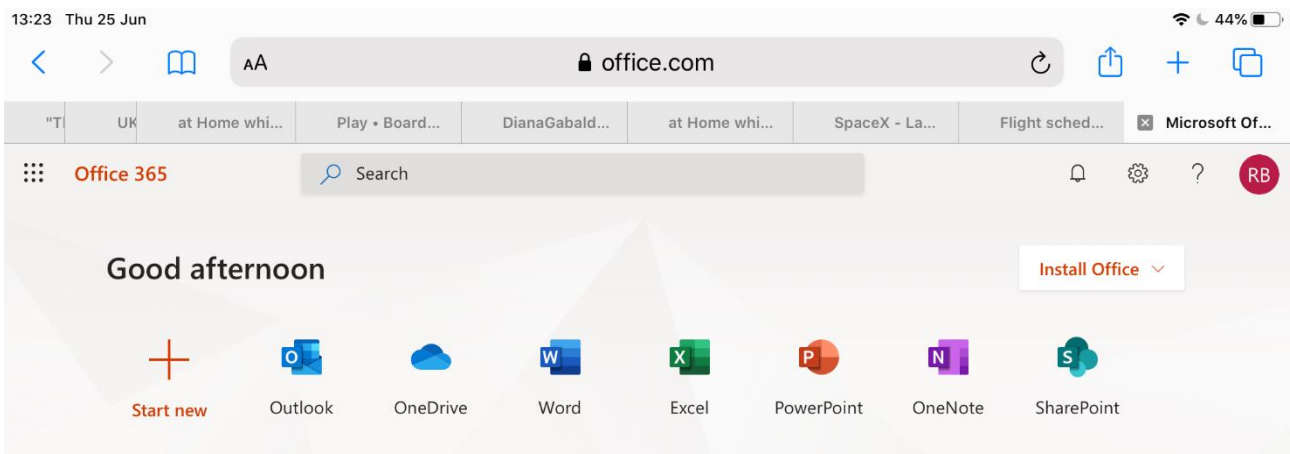 13:23 Thu 25 Jun 44%
AA office.com
"Tl UK at Home whi... Play • Board... DianaGabald... at Home whi... SpaceX - La... Flight sched... Microsoft Of...
Office 365 Search ? RB
Good afternoon Install Office
O W X P N S
Start new Outlook OneDrive Word Excel PowerPoint OneNote SharePoint